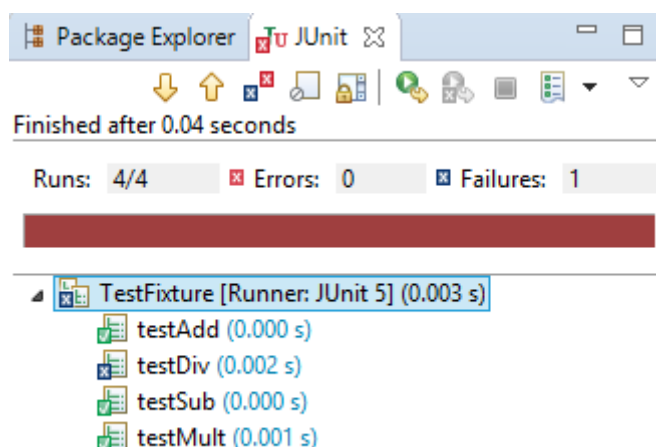 Package Explorer JUnit
Finished after 0.04 seconds
Runs: 4/4 Errors: 0 Failures: 1
TestFixture [Runner: JUnit 5] (0.003 s)
testAdd (0.000 s)
testDiv (0.002 s)
testSub (0.000 s)
testMult (0.001 s)